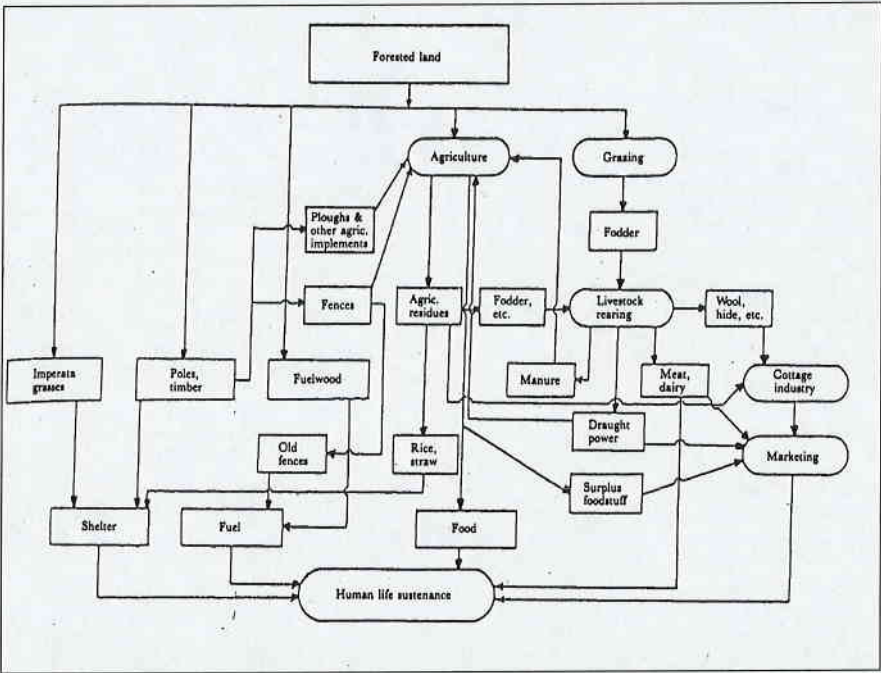 Forested land
Agriculture
Grazing
Ploughs &
other agric,
implements
Fodder
Fences
Agric,
residues
Fodder,
etc.
Livestock
rearing
Wool,
hide, etc.
Imperata
grasses
Poles,
timber
Fuelwood
Manure
Meat,
dairy
Cottage
industry
Old
fences
Rice,
straw
Draught
power
Marketing
Surplus
foodstuff
Shelter
Fuel
Food
Human life sustenance